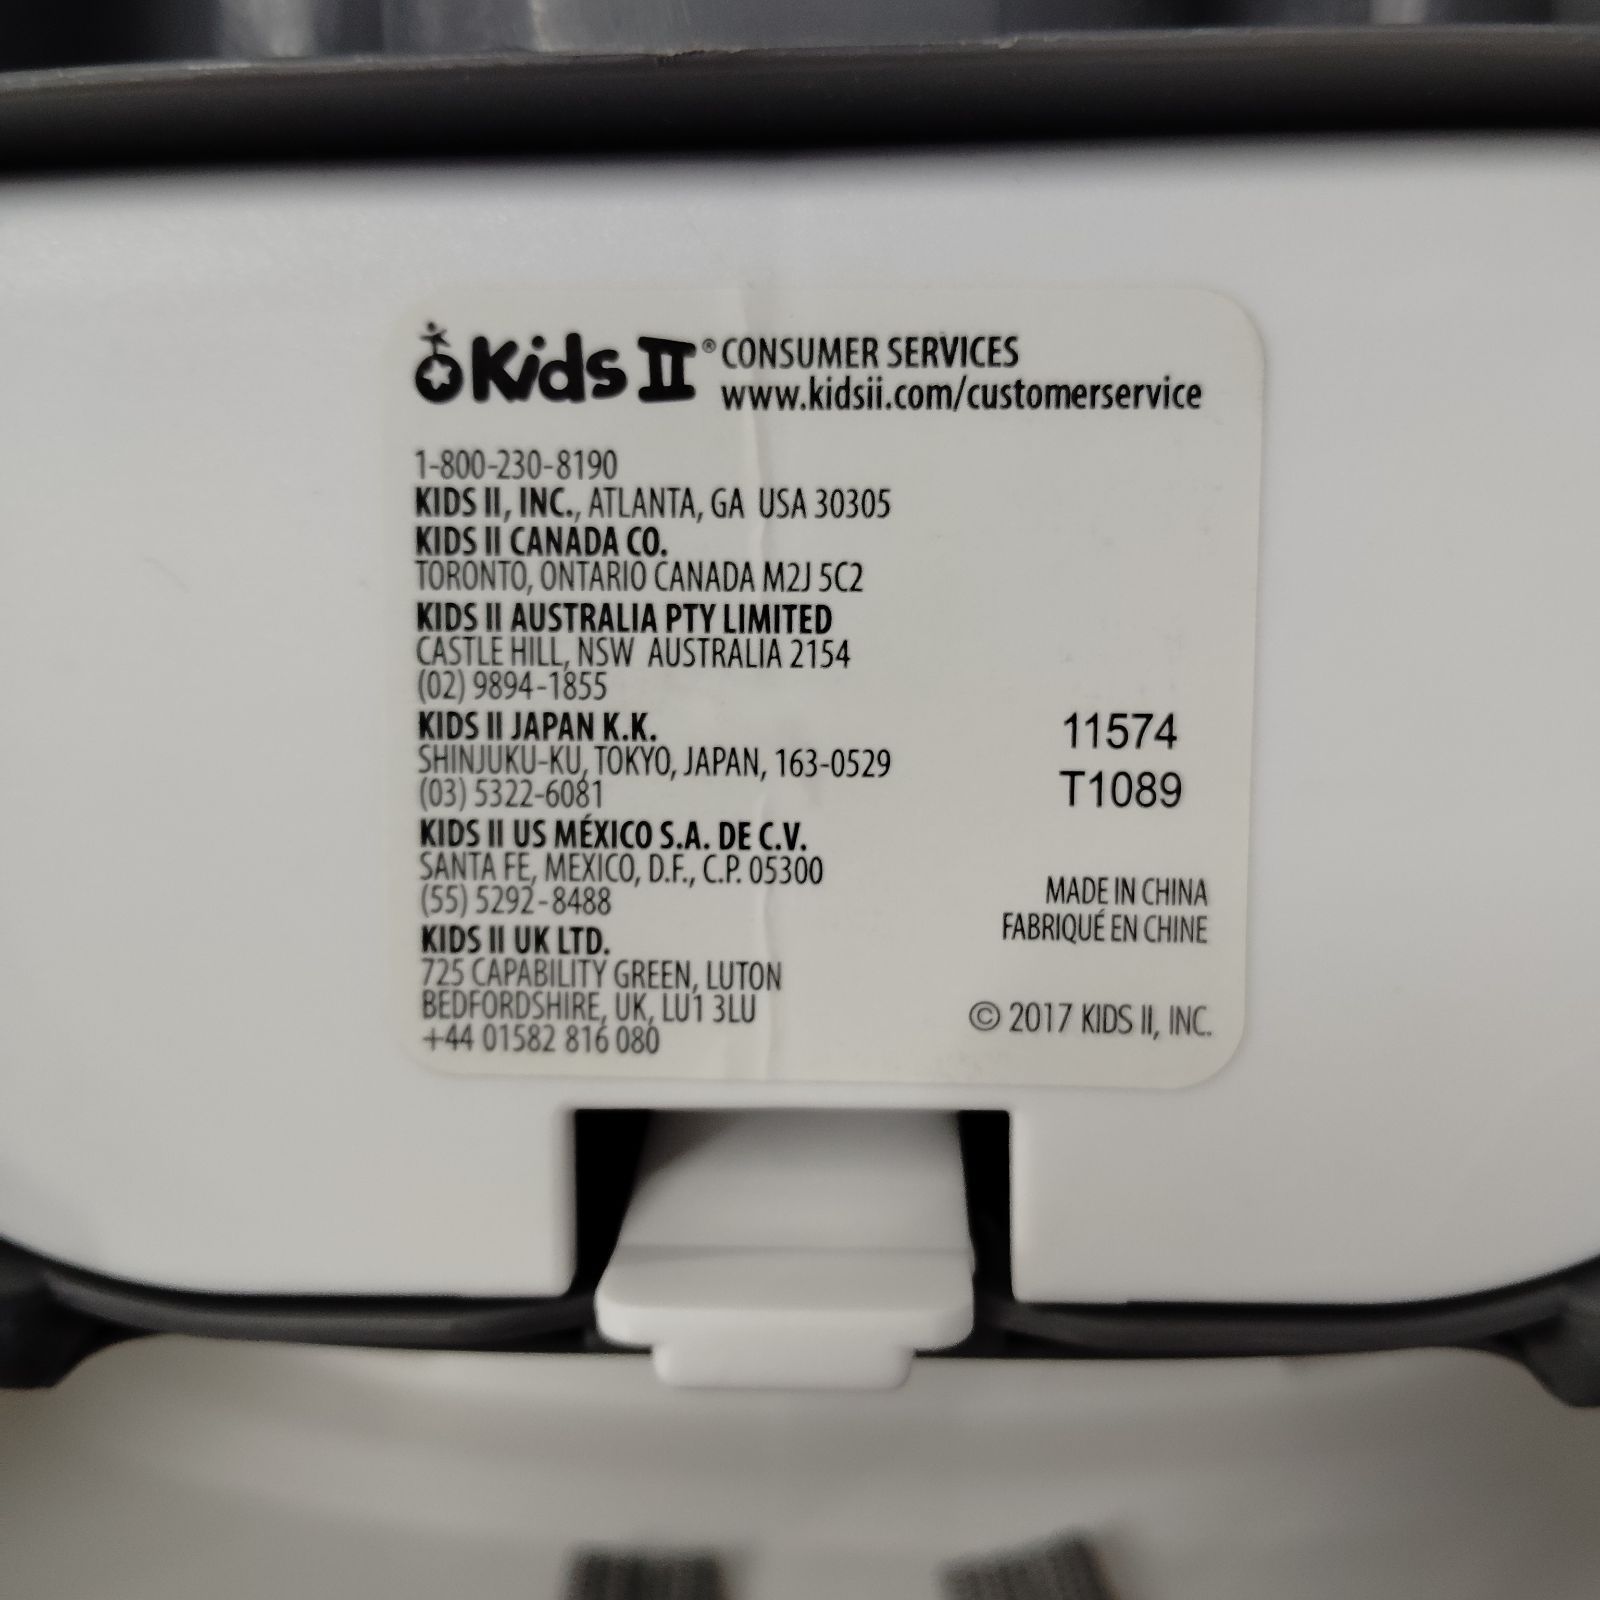 Kids II® CONSUMER SERVICES
www.kidsii.com/customerservice
1-800-230-8190
KIDS II, INC., ATLANTA, GA USA 30305
KIDS II CANADA CO.
TORONTO, ONTARIO CANADA M2J 5C2
KIDS II AUSTRALIA PTY LIMITED
CASTLE HILL, NSW AUSTRALIA 2154
(02) 9894-1855
KIDS II JAPAN K.K.
SHINJUKU-KU, TOKYO, JAPAN, 163-0529
(03) 5322-6081
KIDS II US MÉXICO S.A. DE C.V.
SANTA FE, MEXICO, D.F., C.P. 05300
(55) 5292-8488
KIDS II UK LTD.
725 CAPABILITY GREEN, LUTON
BEDFORDSHIRE, UK, LU1 3LU
+44 01582 816 080
11574
T1089
MADE IN CHINA
FABRIQUÉ EN CHINE
© 2017 KIDS II, INC.